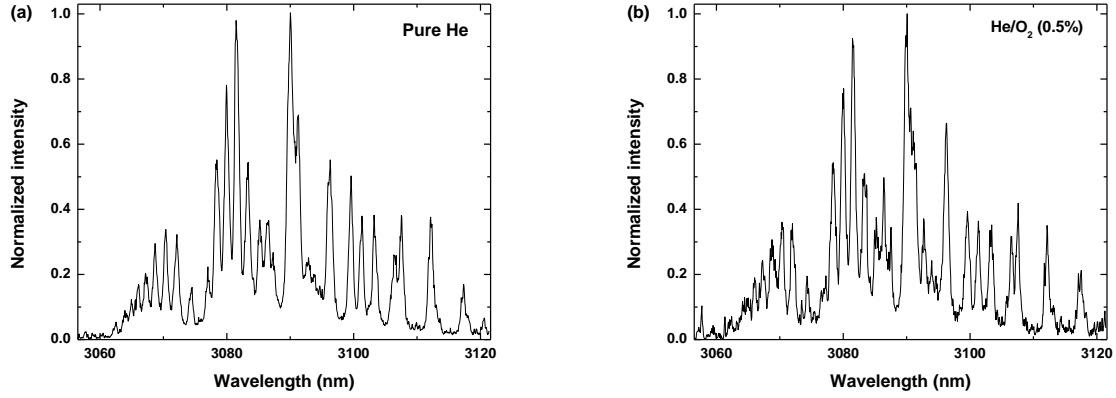 (a)
Pure He
Normalized intensity
1.0
0.8
0.6
0.4
0.2
0.0
3060
3080
3100
3120
Wavelength (nm)
(b)
He/O₂ (0.5%)
Normalized intensity
1.0
0.8
0.6
0.4
0.2
0.0
3060
3080
3100
3120
Wavelength (nm)